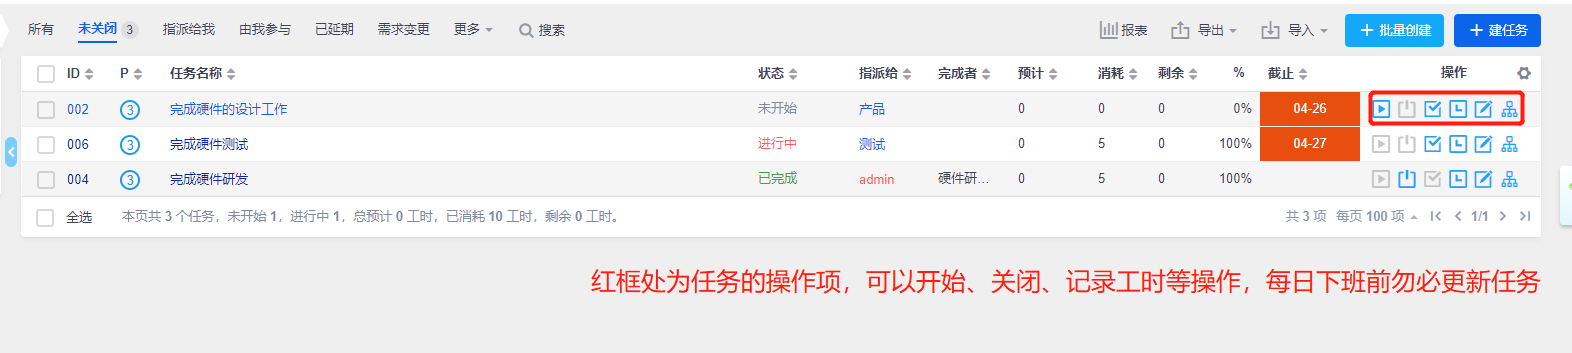 所有 未关闭 3 指派给我 由我参与 已延期 需求变更 更多 搜索 报表 导出 导入 + 批量创建 + 建任务
ID P 任务名称 状态 指派给 完成者 预计 消耗 剩余 % 截止 操作
002 3 完成硬件的设计工作 未开始 产品 0 0 0 0% 04-26
006 3 完成硬件测试 进行中 测试 0 5 0 100% 04-27
004 3 完成硬件研发 已完成 admin 硬件研... 0 5 0 100%
全选 本页共 3 个任务，未开始 1，进行中 1，总预计 0 工时，已消耗 10 工时，剩余 0 工时。 共 3 项 每页 100 项 1/1
红框处为任务的操作项，可以开始、关闭、记录工时等操作，每日下班前勿必更新任务